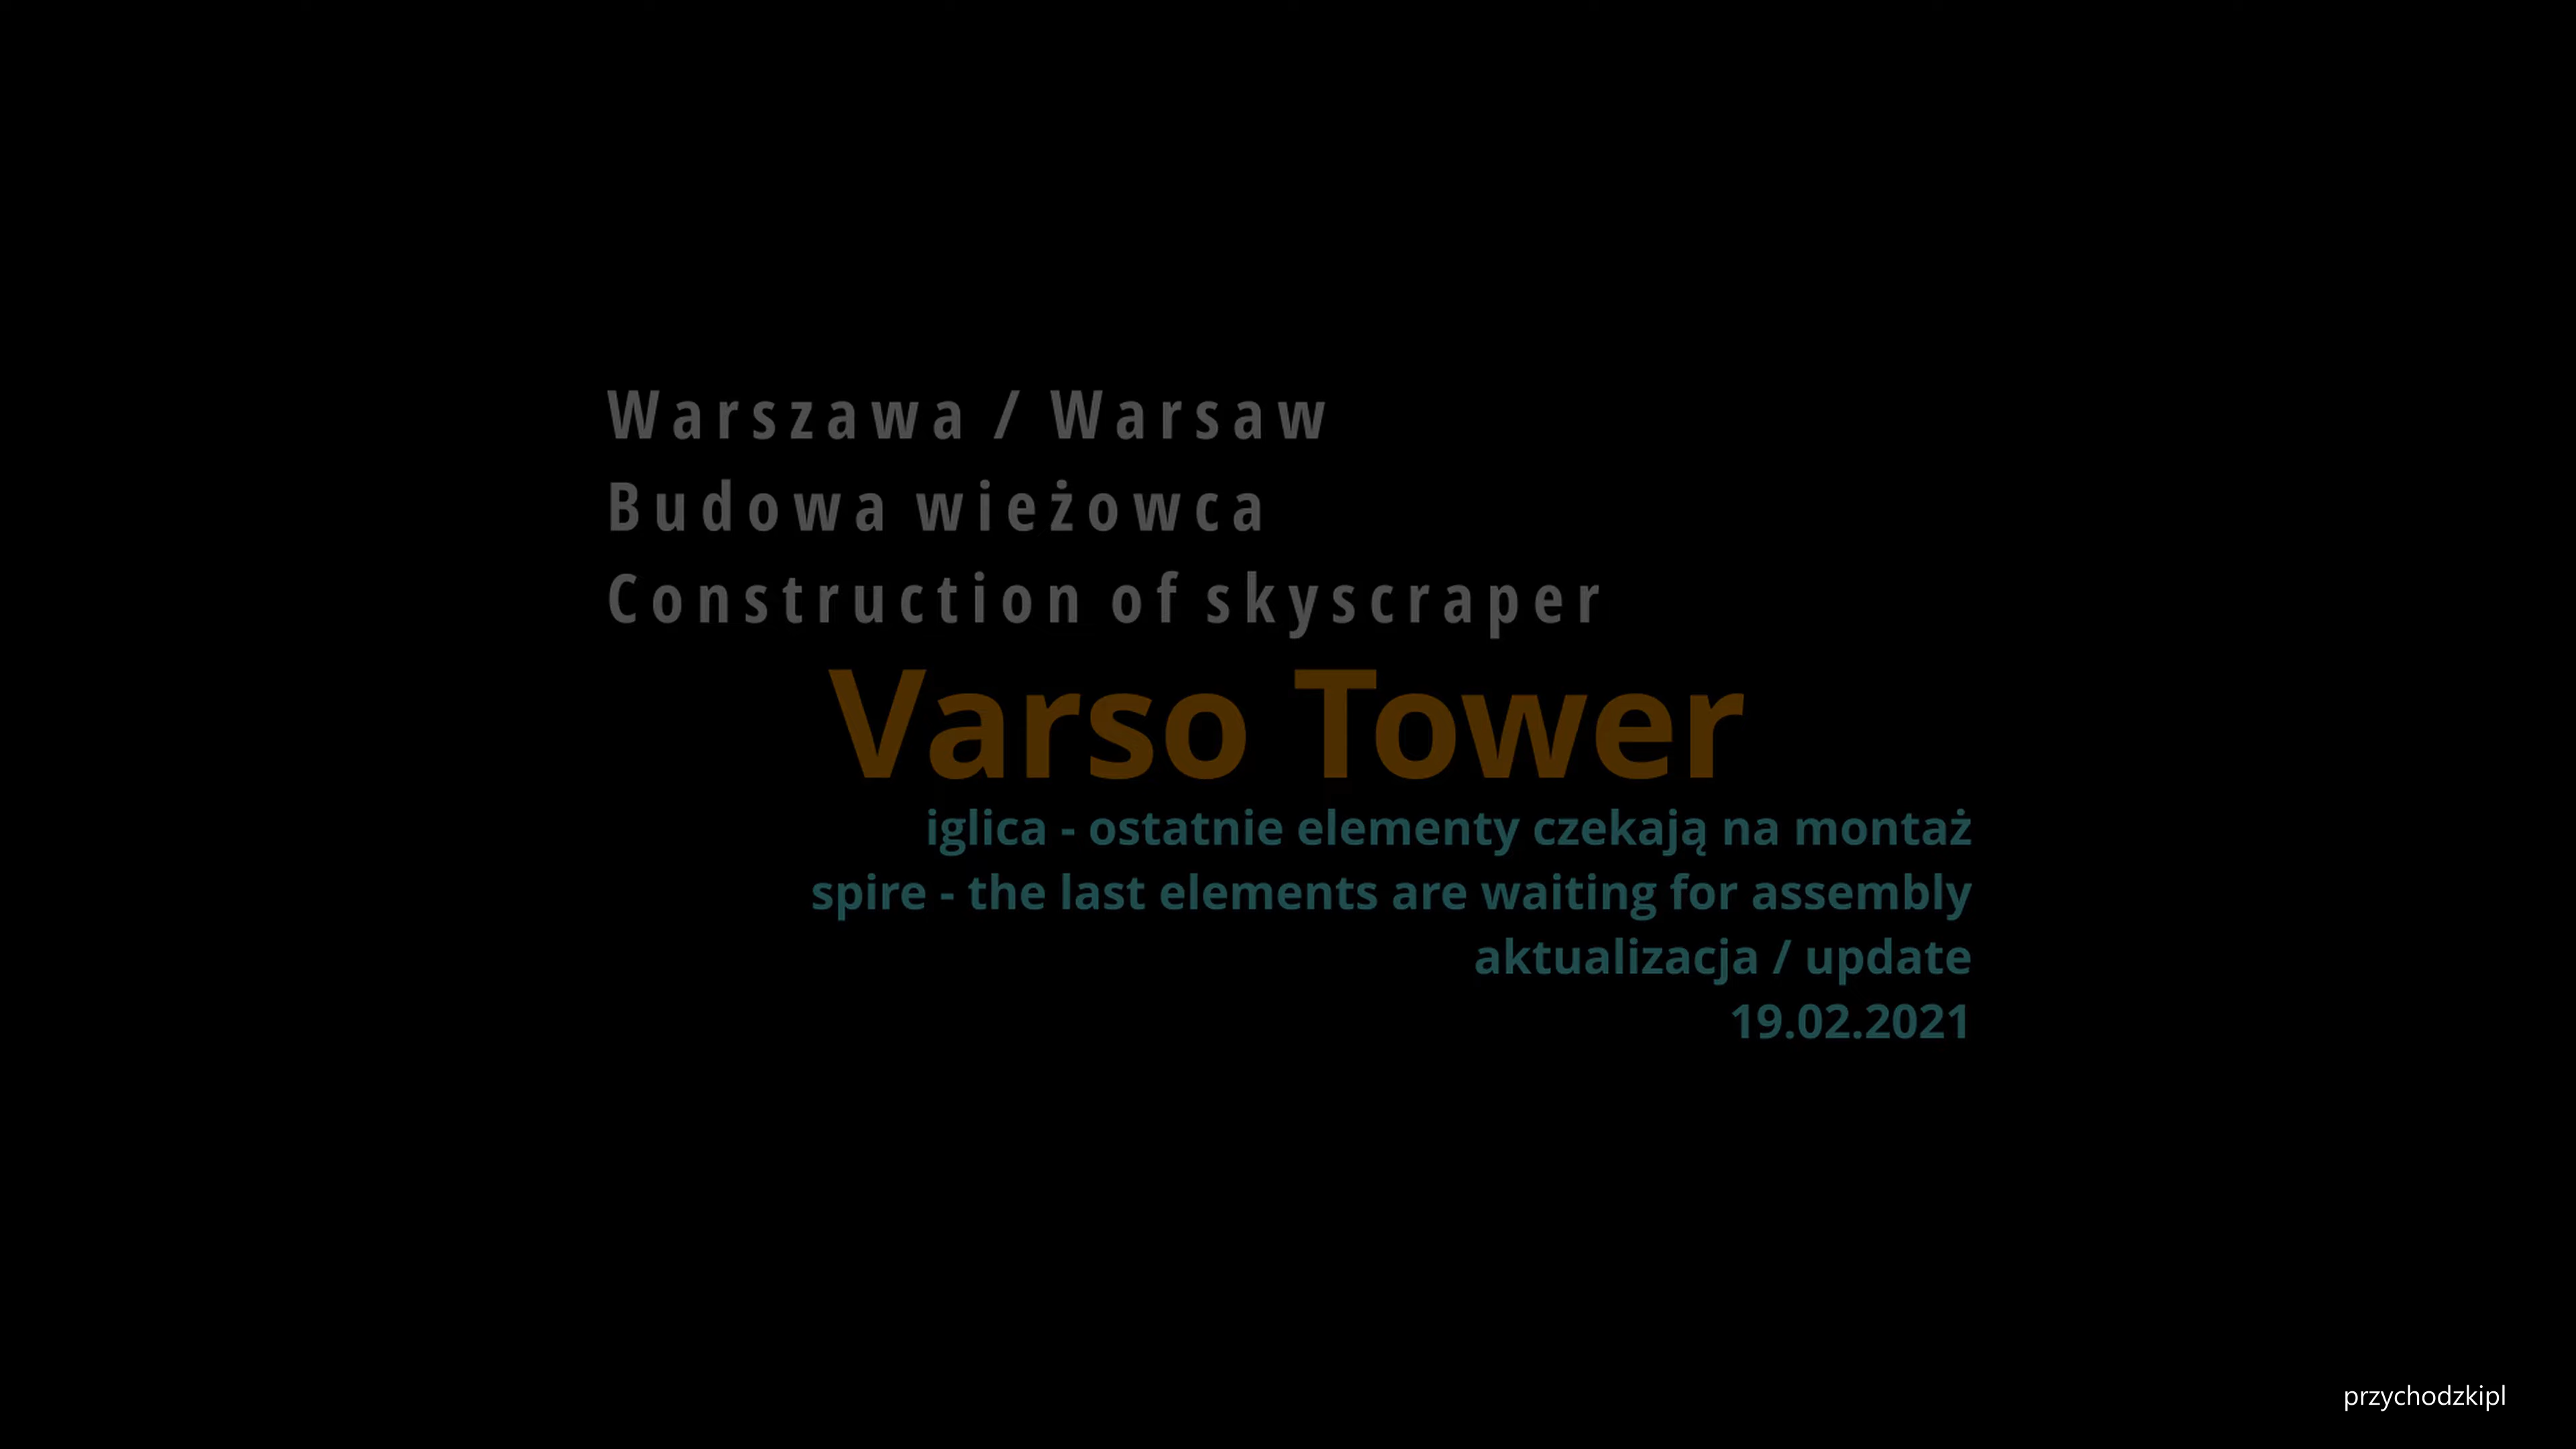 Warszawa / Warsaw
Budowa wieżowca
Construction of skyscraper
Varso Tower
iglica - ostatnie elementy czekają na montaż
spire - the last elements are waiting for assembly
aktualizacja / update
19.02.2021
przychodzkipl